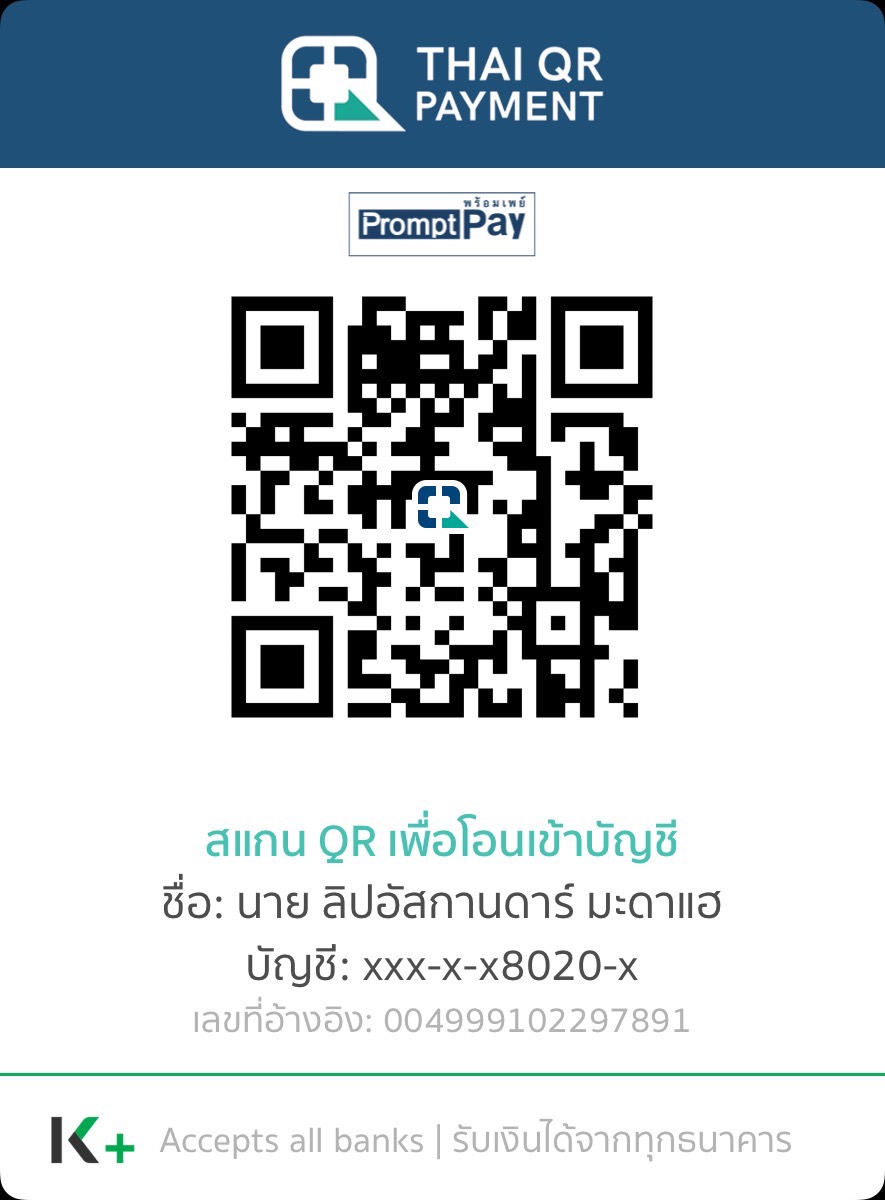 THAI QR
PAYMENT
พร้อมเพย์
PromptPay
สแกน QR เพื่อโอนเข้าบัญชี
ชื่อ: นาย ลิปอัสกานดาร์ มะดาแฮ
บัญชี: xxx-x-x8020-x
เลขที่อ้างอิง: 004999102297891
K+ Accepts all banks | รับเงินได้จากทุกธนาคาร